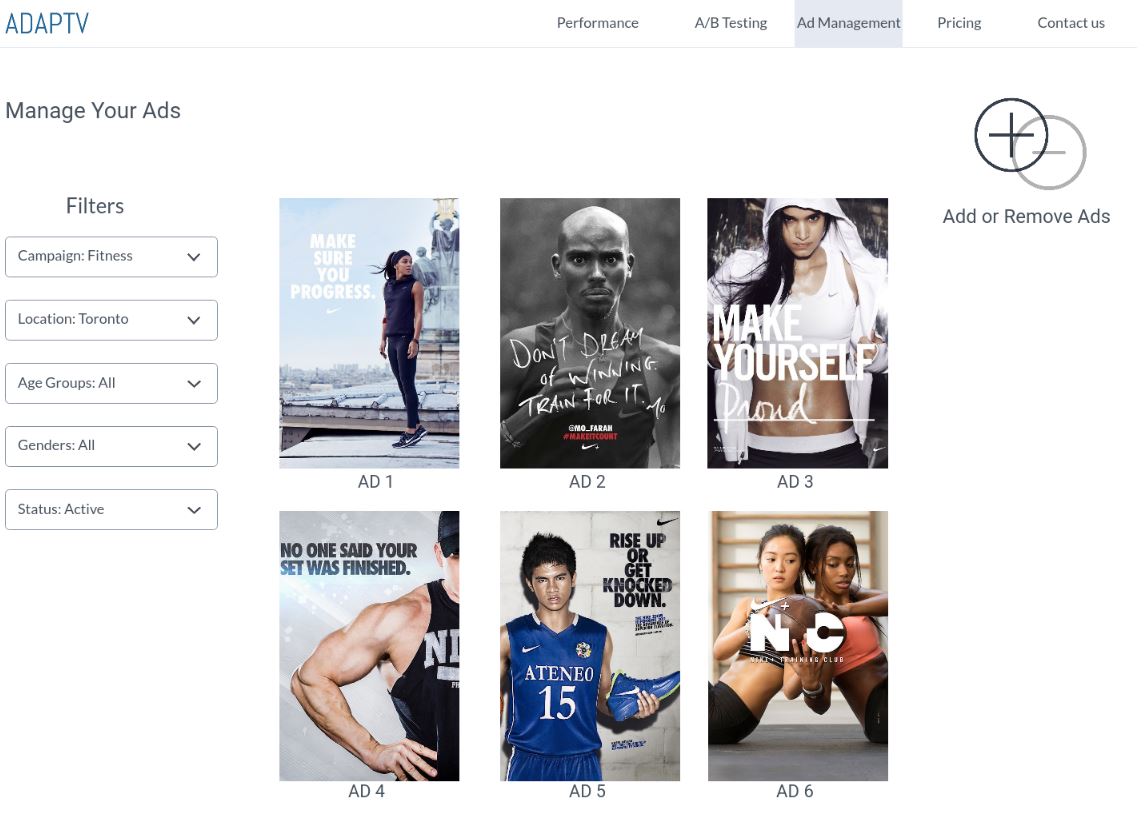 ADAPTV
Performance
A/B Testing
Ad Management
Pricing
Contact us
Manage Your Ads
Add or Remove Ads
Filters
Campaign: Fitness
Location: Toronto
Age Groups: All
Genders: All
Status: Active
MAKE
SURE
YOU
PROGRESS.
AD 1
DON'T DREAM
of WINNING.
TRAIN FOR IT. Mo
@MO_FARAH
#MAKEITCOUNT
AD 2
MAKE
YOURSELF
Proud
AD 3
NO ONE SAID YOUR
SET WAS FINISHED.
AD 4
RISE UP
OR
GET
KNOCKED
DOWN.
ATENEO
15
AD 5
NIKE+ TRAINING CLUB
AD 6